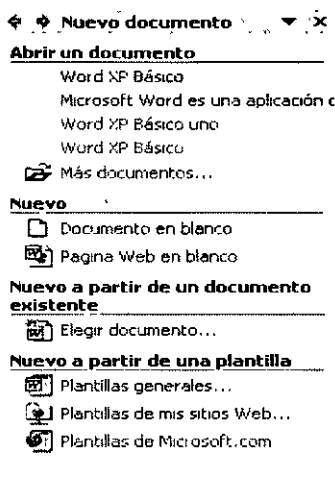 Nuevo documento
Abrir un documento
Word XP Básico
Microsoft Word es una aplicación c
Word XP Básico uno
Word XP Básico
Más documentos...
Nuevo
Documento en blanco
Pagina Web en blanco
Nuevo a partir de un documento
existente
Elegir documento...
Nuevo a partir de una plantilla
Plantillas generales...
Plantillas de mis sitios Web...
Plantillas de Microsoft.com